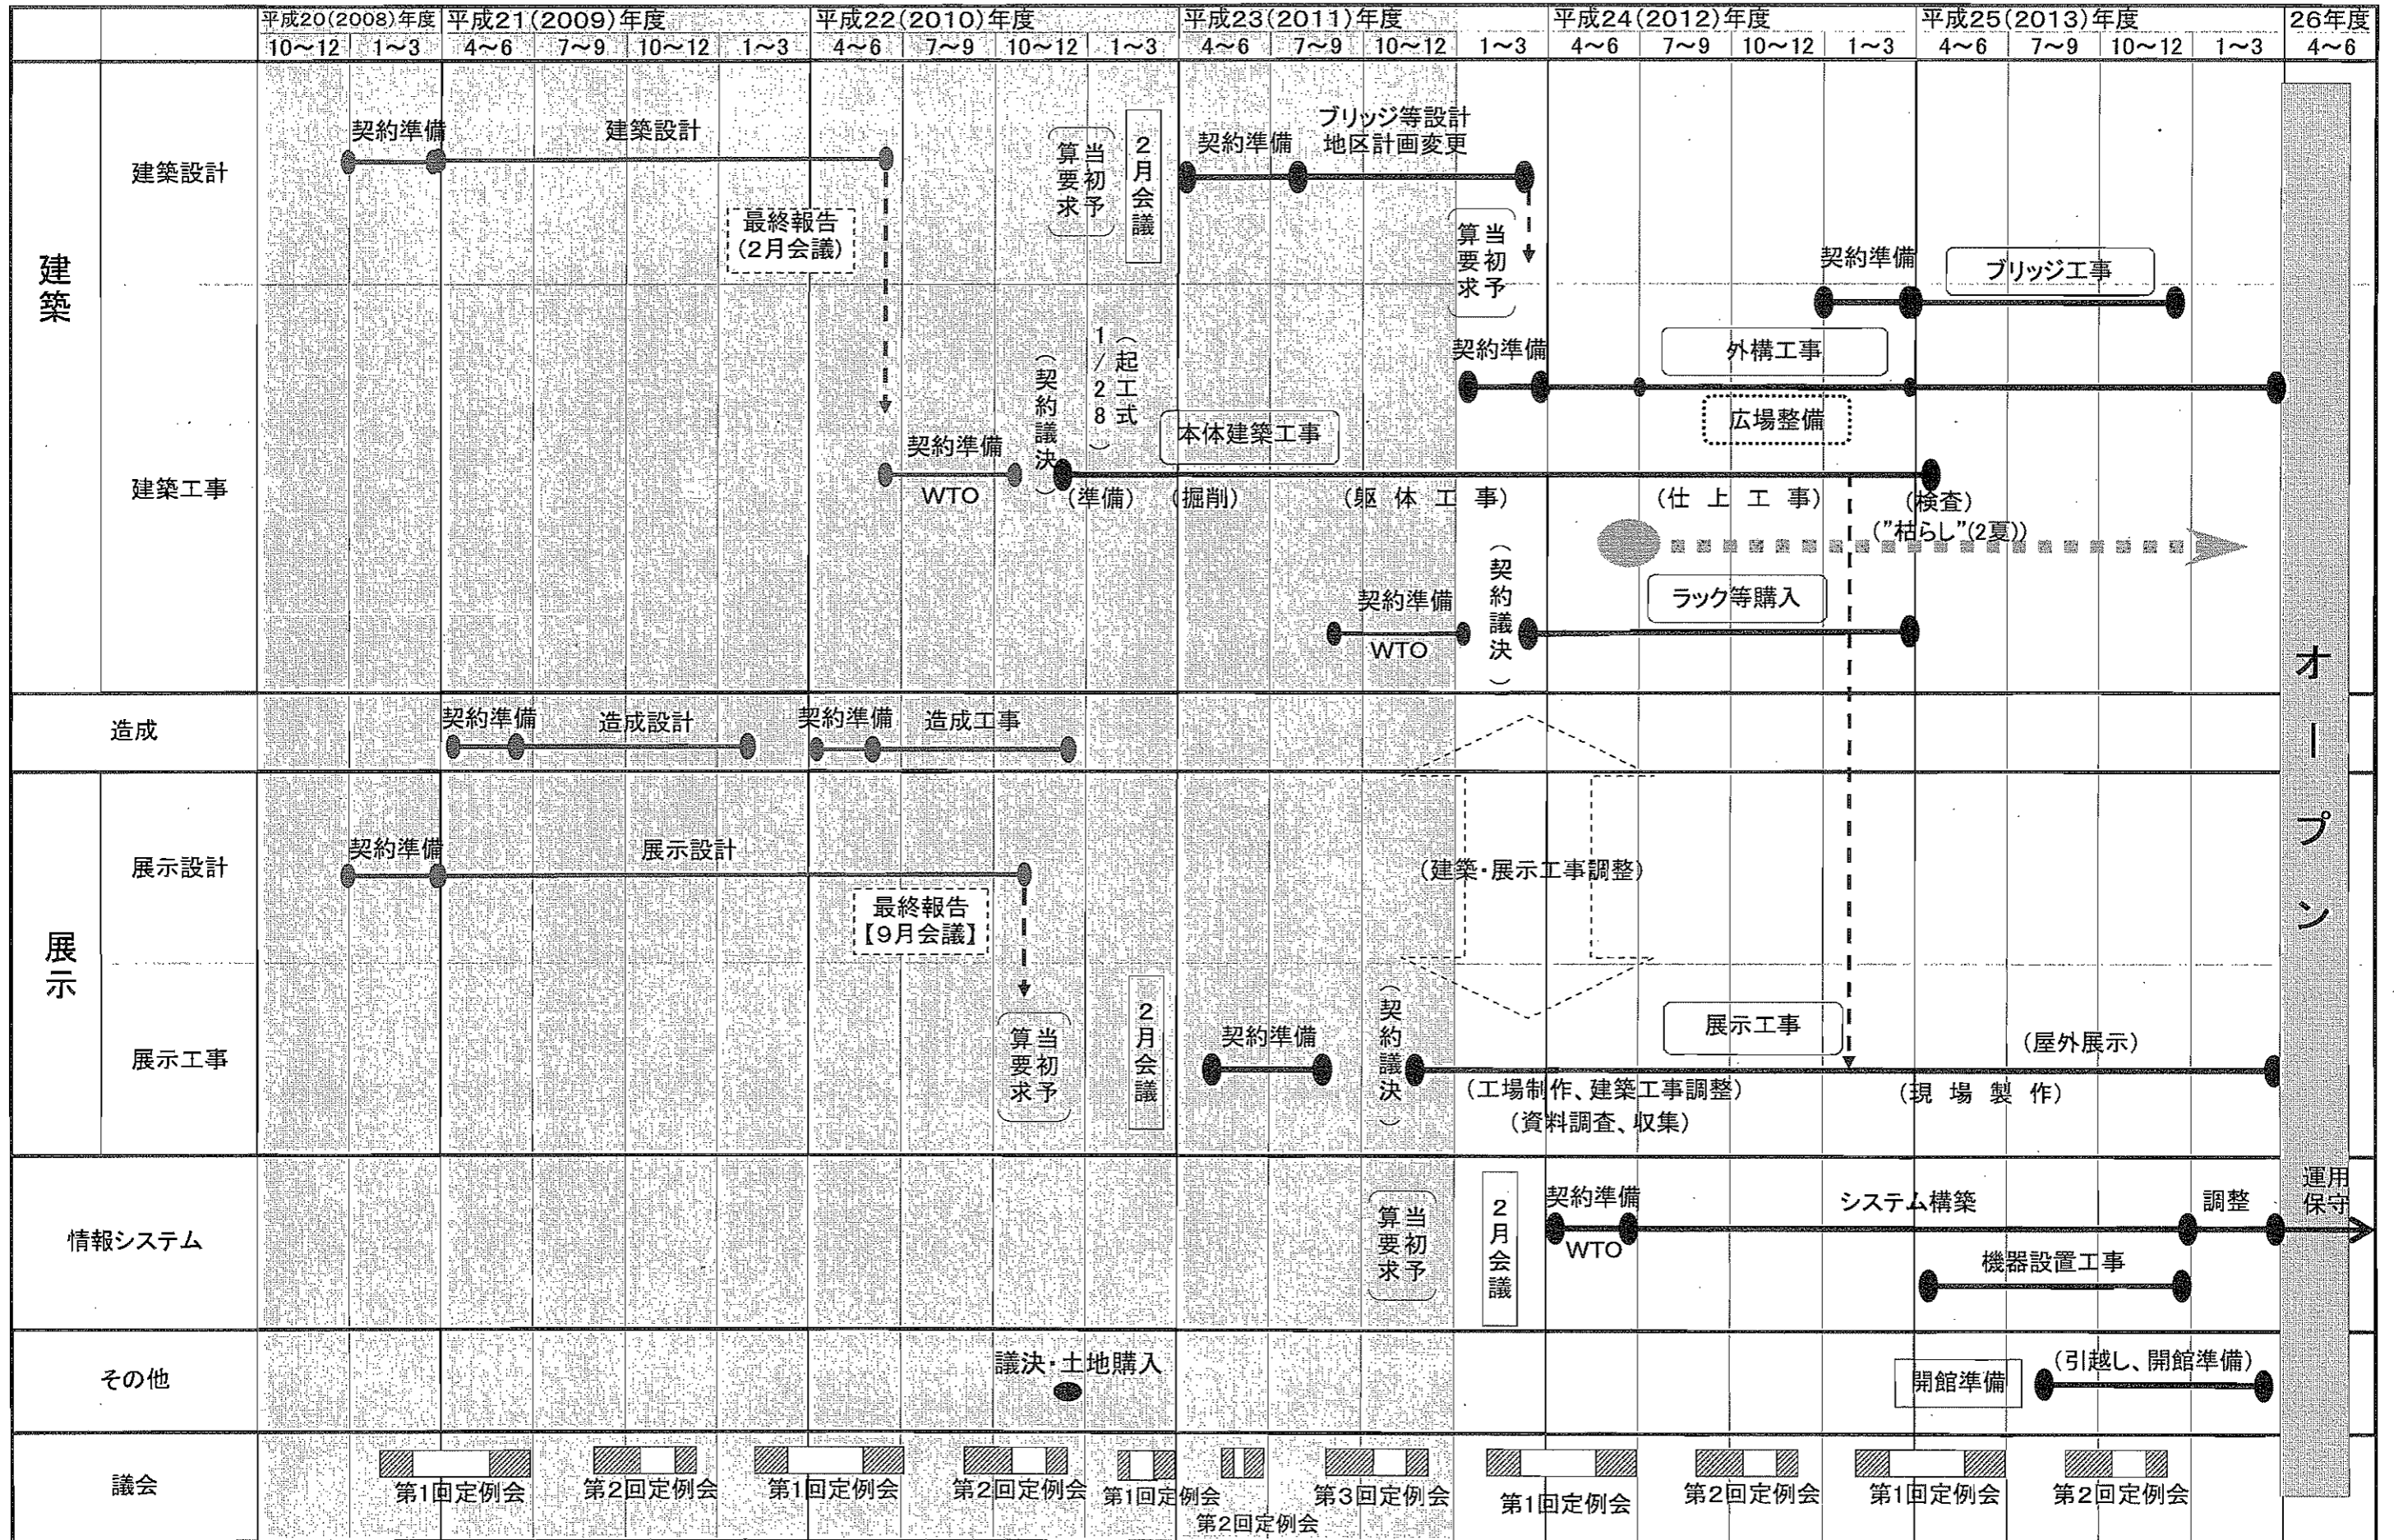 平成20(2008)年度
平成21(2009)年度
平成22(2010)年度
平成23(2011)年度
平成24(2012)年度
平成25(2013)年度
26年度
10～12
1～3
4～6
7～9
10～12
1～3
4～6
7～9
10～12
1～3
4～6
7～9
10～12
1～3
4～6
7～9
10～12
1～3
4～6
7～9
10～12
1～3
4～6
建築
建築設計
契約準備
建築設計
最終報告
(2月会議)
当初予
算要求
2月会議
契約準備
ブリッジ等設計
地区計画変更
当初予
算要求
契約準備
ブリッジ工事
建築工事
契約準備
外構工事
広場整備
契約準備
WTO
(契約議決)
(起工式
1/28)
本体建築工事
(準備)
(掘削)
(躯体工事)
(仕上工事)
(検査)
("枯らし"(2夏))
契約準備
WTO
(契約議決)
ラック等購入
造成
契約準備
造成設計
契約準備
造成工事
展示
展示設計
契約準備
展示設計
最終報告
【9月会議】
(建築・展示工事調整)
展示工事
当初予
算要求
2月会議
契約準備
(契約議決)
展示工事
(工場制作、建築工事調整)
(資料調査、収集)
(現場製作)
(屋外展示)
情報システム
当初予
算要求
2月会議
契約準備
WTO
システム構築
調整
運用
保守
機器設置工事
その他
議決・土地購入
開館準備
(引越し、開館準備)
議会
第1回定例会
第2回定例会
第1回定例会
第2回定例会
第1回定例会
第2回定例会
第3回定例会
第1回定例会
第2回定例会
第1回定例会
第2回定例会
オープン